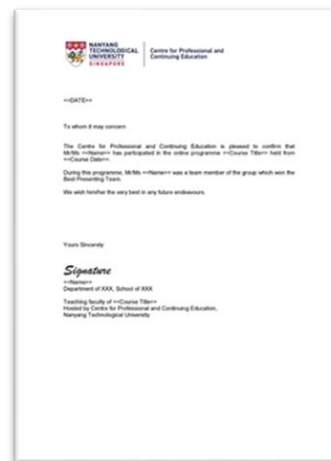 NANYANG
TECHNOLOGICAL
UNIVERSITY
SINGAPORE
Centre for Professional and
Continuing Education
<<DATE>>
To whom it may concern
The Centre for Professional and Continuing Education is pleased to confirm that
Mr/Ms <<Name>> has participated in the online programme <<Course Title>> held from
<<Course Date>>.
During this programme, Mr/Ms <<Name>> was a team member of the group which won the
Best Presenting Team.
We wish him/her the very best in any future endeavours.
Yours Sincerely
Signature
<<Name>>
Department of XXX, School of XXX
Teaching faculty of <<Course Title>>
Hosted by Centre for Professional and Continuing Education,
Nanyang Technological University